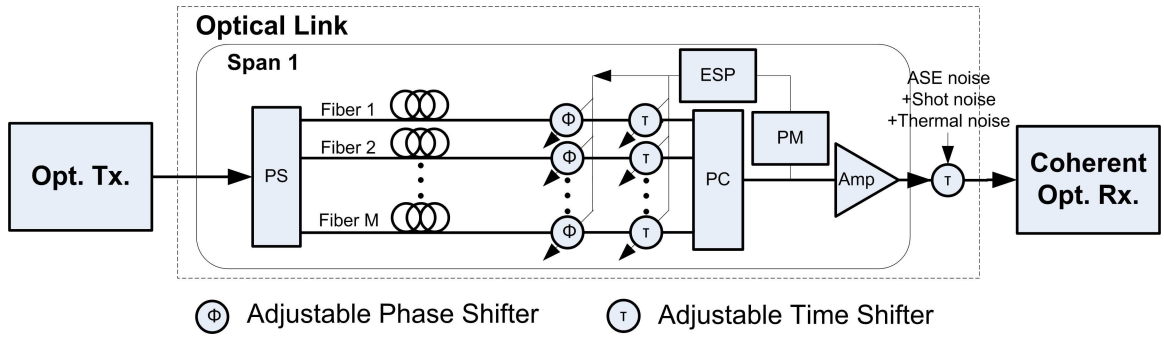 Optical Link
Span 1
ESP
ASE noise
+Shot noise
+Thermal noise
Fiber 1
Φ
τ
PM
Opt. Tx.
PS
Fiber 2
Φ
τ
PC
Amp
τ
Coherent
Opt. Rx.
Fiber M
Φ
τ
Φ Adjustable Phase Shifter
τ Adjustable Time Shifter